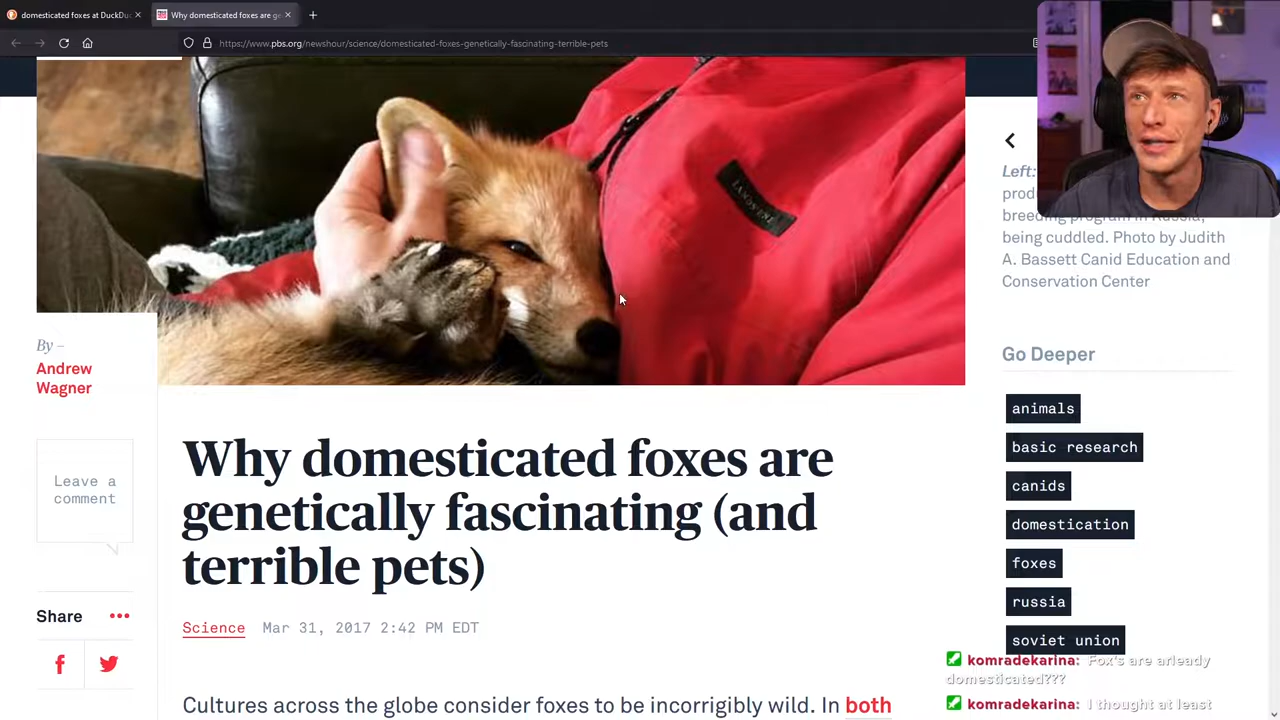 domesticated foxes at DuckDuc
Why domesticated foxes are ge
https://www.pbs.org/newshour/science/domesticated-foxes-genetically-fascinating-terrible-pets
LANDS' END
Left:
prod
breeding program in Russia,
being cuddled. Photo by Judith
A. Bassett Canid Education and
Conservation Center
By –
Andrew
Wagner
Leave a
comment
Share
Why domesticated foxes are
genetically fascinating (and
terrible pets)
Science Mar 31, 2017 2:42 PM EDT
Cultures across the globe consider foxes to be incorrigibly wild. In both
Go Deeper
animals
basic research
canids
domestication
foxes
russia
soviet union
komradekarina: Fox's are arleady
domesticated???
komradekarina: I thought at least